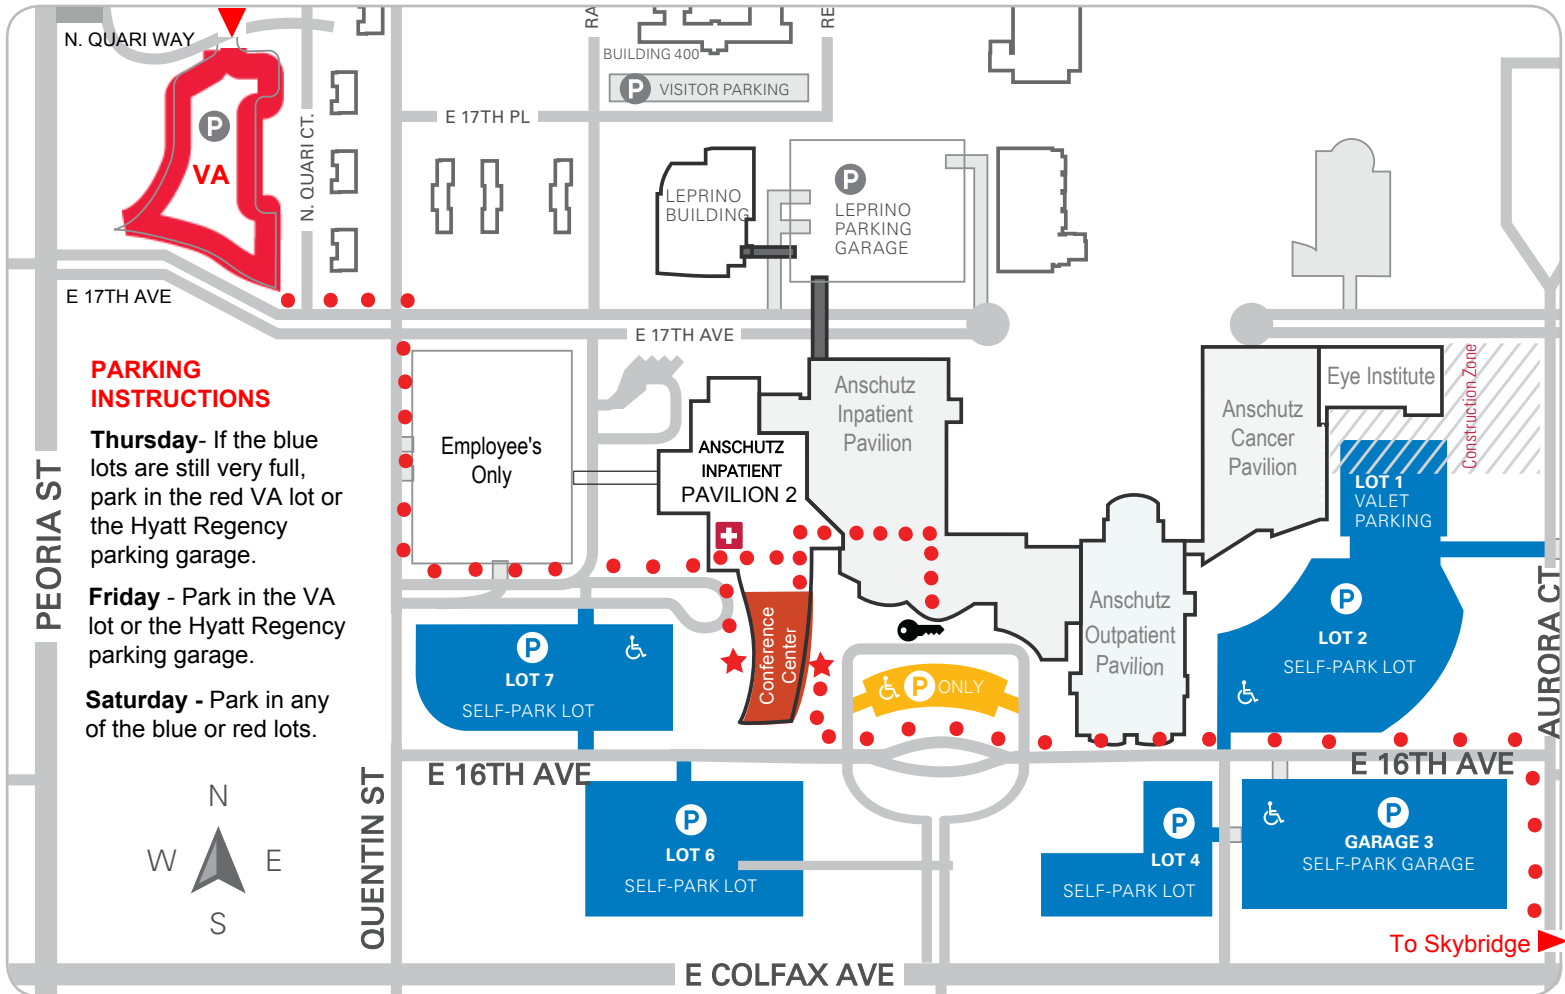 N. QUARI WAY
RA
RE
BUILDING 400
P VISITOR PARKING
E 17TH PL
N. QUARI CT.
P
VA
LEPRINO
BUILDING
P
LEPRINO
PARKING
GARAGE
E 17TH AVE
E 17TH AVE
PARKING
INSTRUCTIONS
Thursday- If the blue
lots are still very full,
park in the red VA lot or
the Hyatt Regency
parking garage.
Friday - Park in the VA
lot or the Hyatt Regency
parking garage.
Saturday - Park in any
of the blue or red lots.
PEORIA ST
Employee's
Only
ANSCHUTZ
INPATIENT
PAVILION 2
Anschutz
Inpatient
Pavilion
Anschutz
Cancer
Pavilion
Eye Institute
Construction Zone
LOT 1
VALET
PARKING
Conference
Center
Anschutz
Outpatient
Pavilion
P
LOT 2
SELF-PARK LOT
P
LOT 7
SELF-PARK LOT
P ONLY
AURORA CT
E 16TH AVE
E 16TH AVE
QUENTIN ST
N
W E
S
P
LOT 6
SELF-PARK LOT
P
LOT 4
SELF-PARK LOT
P
GARAGE 3
SELF-PARK GARAGE
To Skybridge
E COLFAX AVE